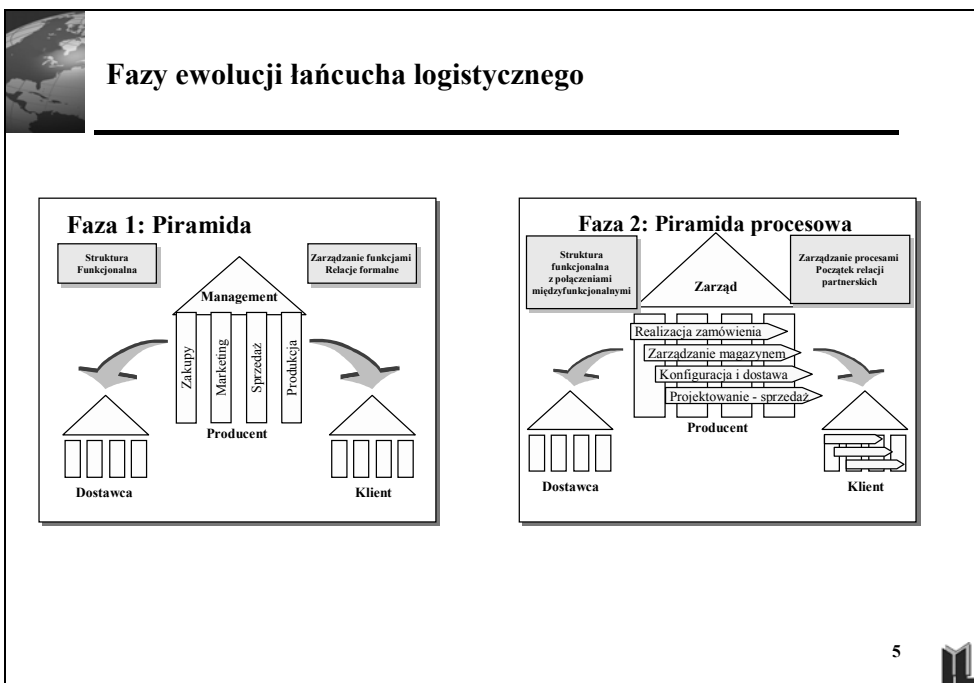 Fazy ewolucji łańcucha logistycznego
Faza 1: Piramida
Struktura
Funkcjonalna
Zarządzanie funkcjami
Relacje formalne
Management
Zakupy
Marketing
Sprzedaż
Produkcja
Producent
Dostawca
Klient
Faza 2: Piramida procesowa
Struktura
funkcjonalna
z połączeniami
międzyfunkcjonalnymi
Zarządzanie procesami
Początek relacji
partnerskich
Zarząd
Realizacja zamówienia
Zarządzanie magazynem
Konfiguracja i dostawa
Projektowanie - sprzedaż
Producent
Dostawca
Klient
5